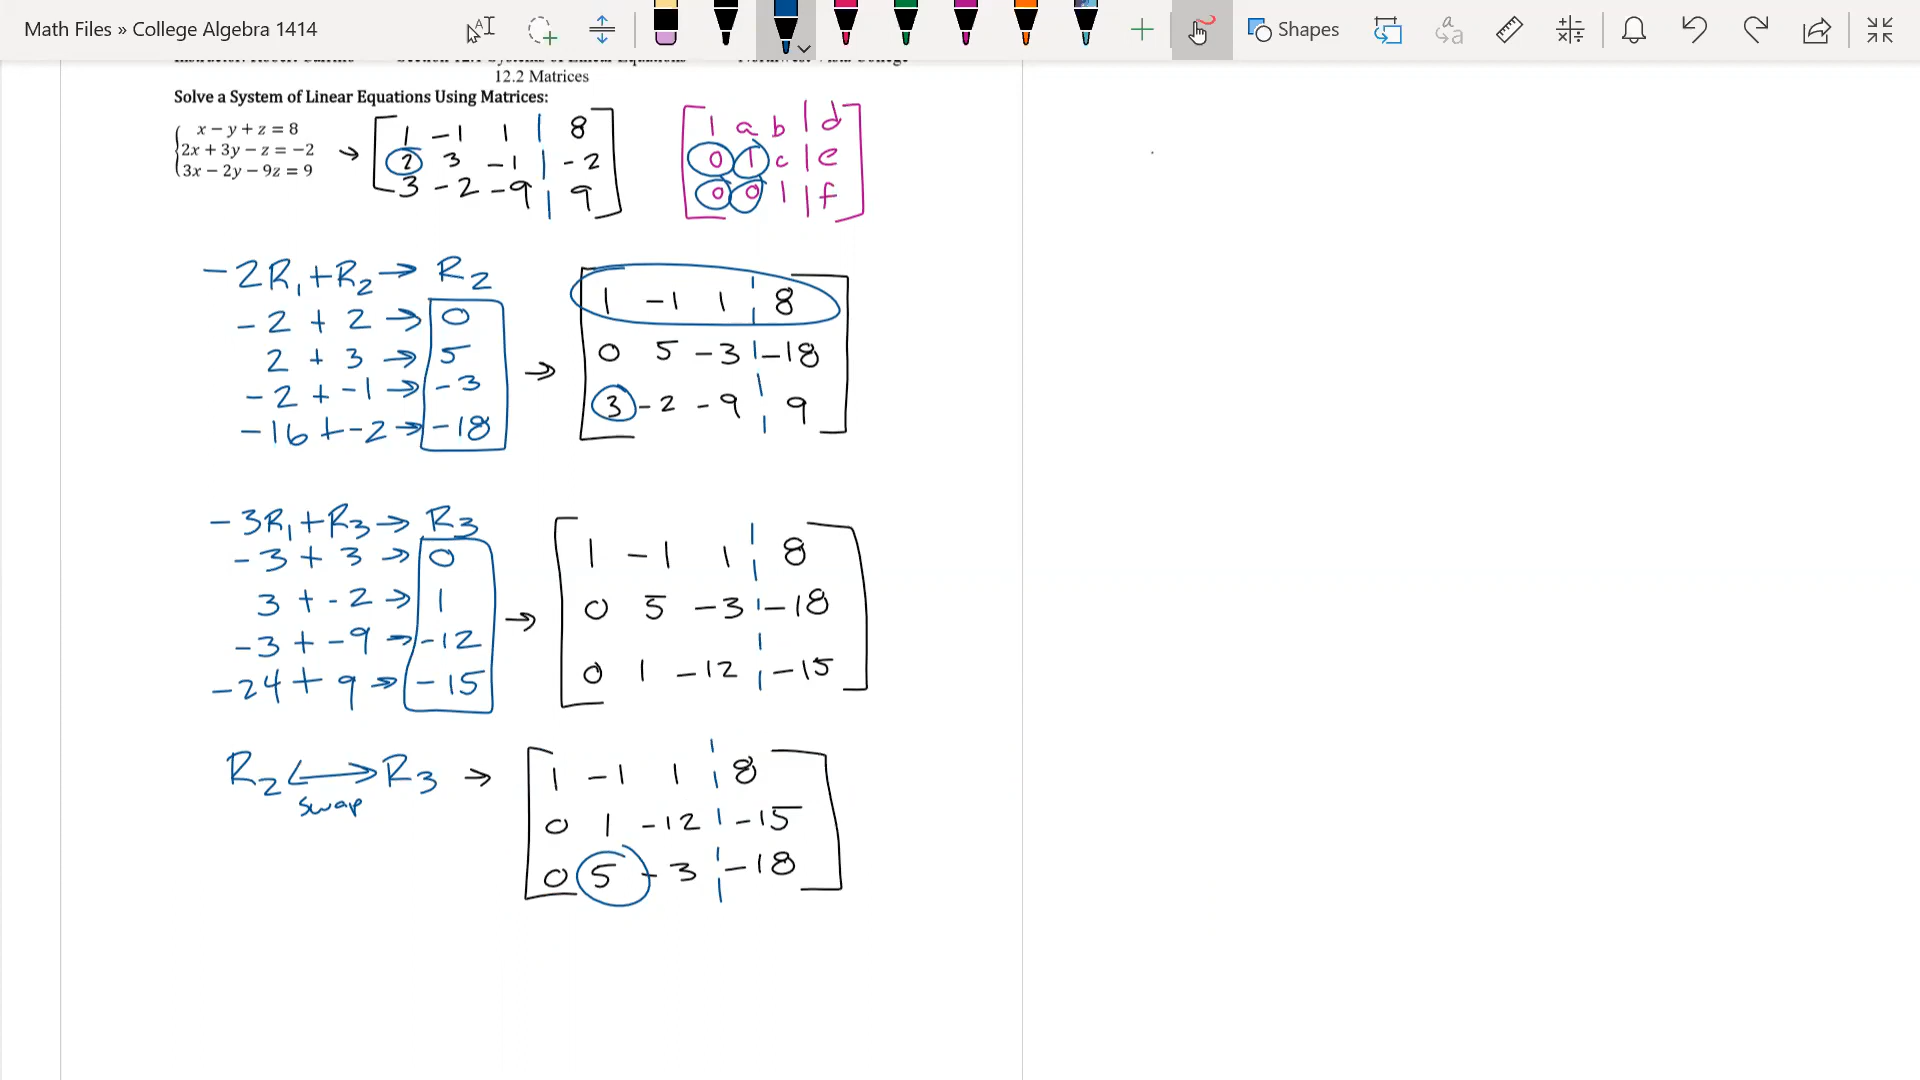 Math Files » College Algebra 1414
Shapes
12.2 Matrices
Solve a System of Linear Equations Using Matrices:
x − y + z = 8
2x + 3y − z = −2
3x − 2y − 9z = 9
→
1 -1 1 | 8
2 3 -1 | -2
3 -2 -9 | 9
1 a b | d
0 1 c | e
0 0 1 | f
-2R₁+R₂→ R₂
-2 + 2 → 0
2 + 3 → 5
-2 + -1 → -3
-16 + -2 → -18
→
1 -1 1 | 8
0 5 -3 | -18
3 -2 -9 | 9
-3R₁+R₃→ R₃
-3 + 3 → 0
3 + -2 → 1
-3 + -9 → -12
-24 + 9 → -15
→
1 -1 1 | 8
0 5 -3 | -18
0 1 -12 | -15
R₂ ⟷ R₃ →
swap
1 -1 1 | 8
0 1 -12 | -15
0 5 -3 | -18